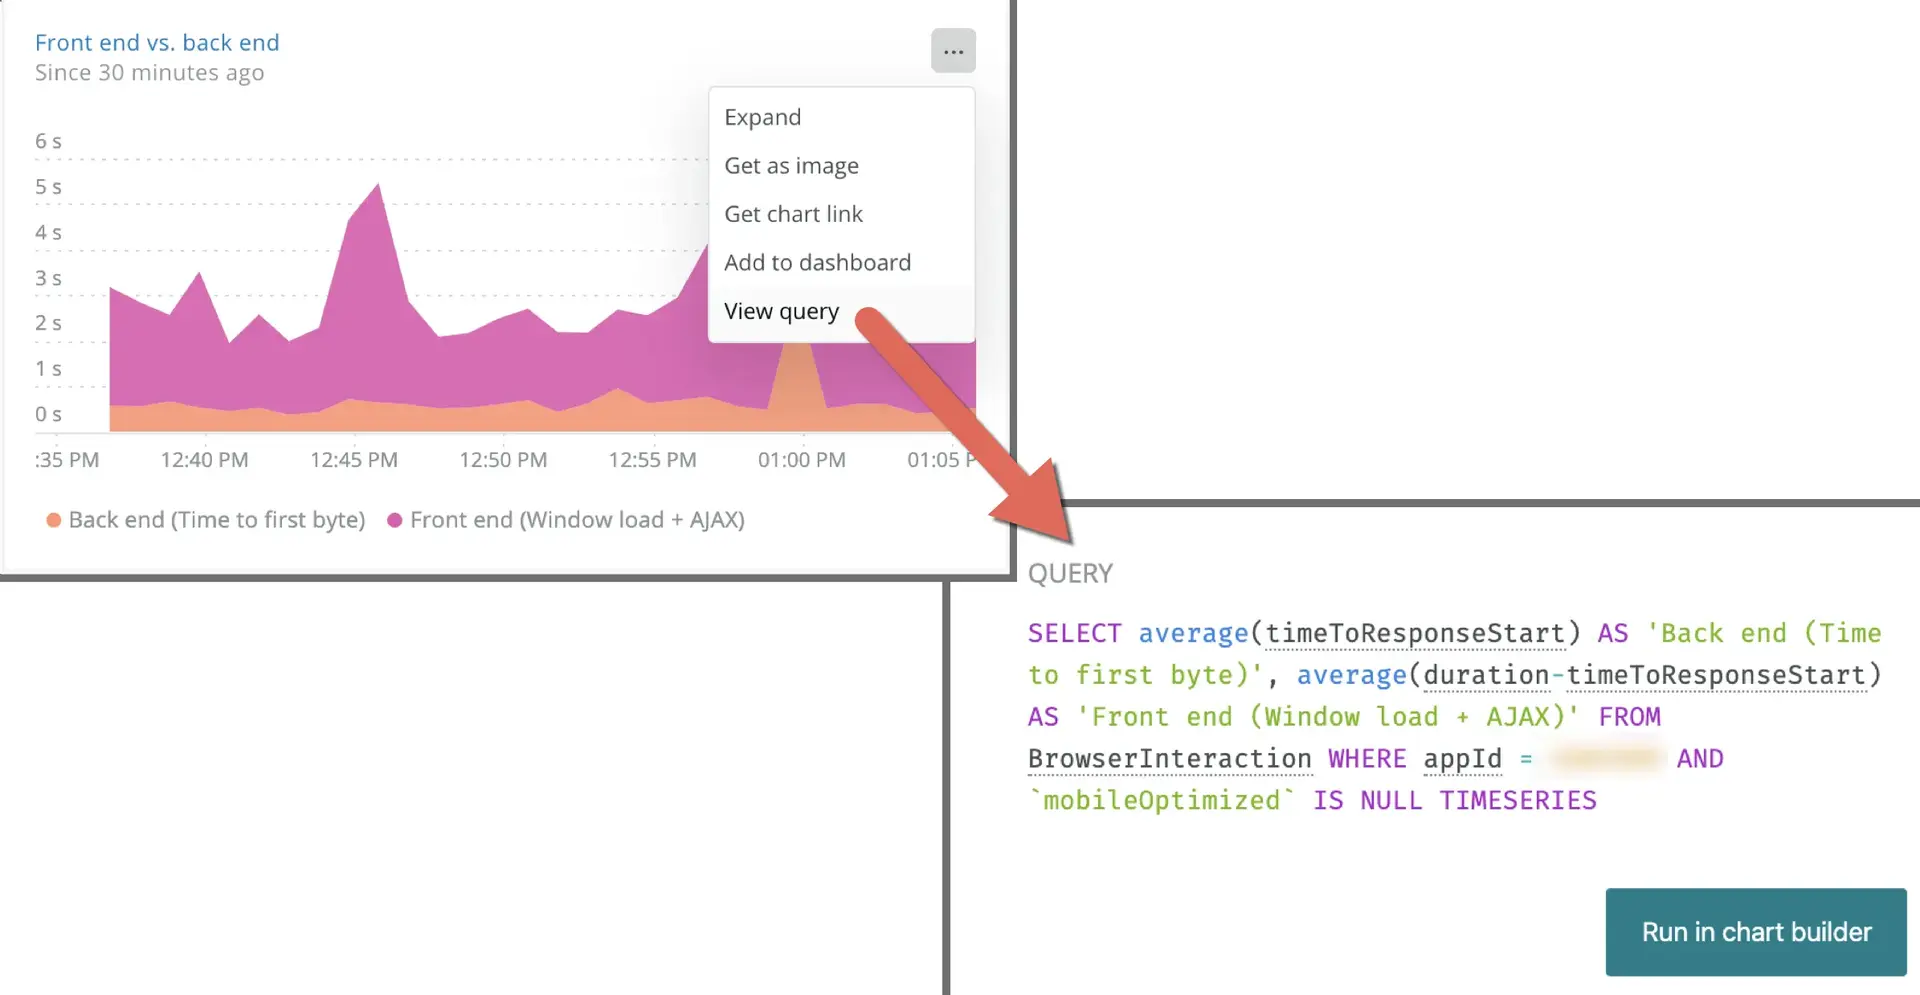 Front end vs. back end
Since 30 minutes ago
...
Expand
Get as image
Get chart link
Add to dashboard
View query
6 s
5 s
4 s
3 s
2 s
1 s
0 s
:35 PM 12:40 PM 12:45 PM 12:50 PM 12:55 PM 01:00 PM 01:05 P
Back end (Time to first byte) Front end (Window load + AJAX)
QUERY
SELECT average(timeToResponseStart) AS 'Back end (Time
to first byte)', average(duration-timeToResponseStart)
AS 'Front end (Window load + AJAX)' FROM
BrowserInteraction WHERE appId = AND
`mobileOptimized` IS NULL TIMESERIES
Run in chart builder